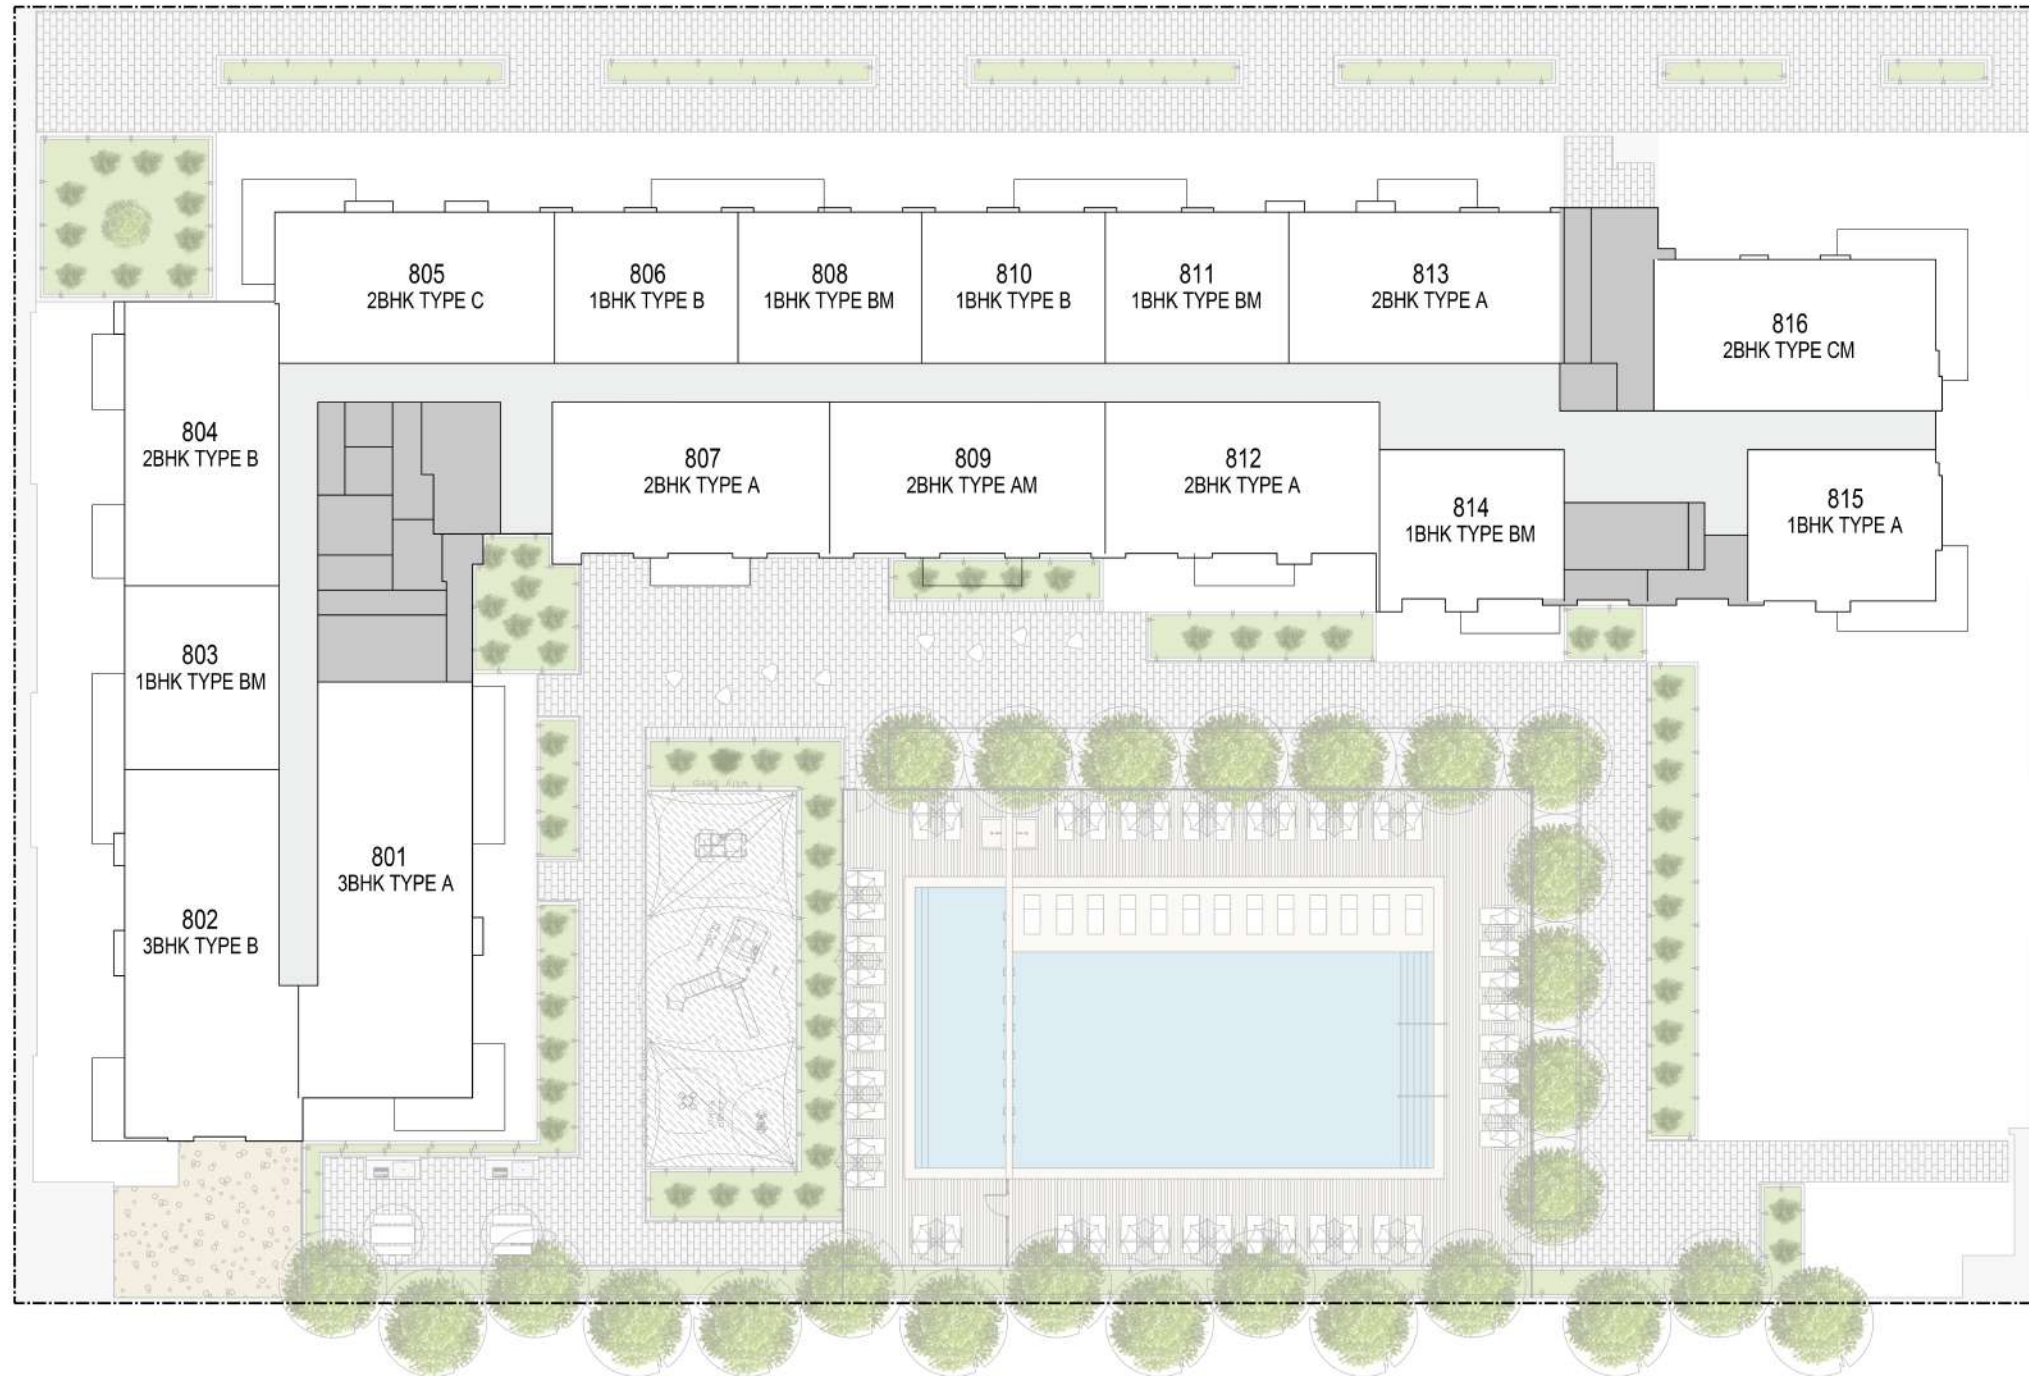 805
2BHK TYPE C
806
1BHK TYPE B
808
1BHK TYPE BM
810
1BHK TYPE B
811
1BHK TYPE BM
813
2BHK TYPE A
816
2BHK TYPE CM
804
2BHK TYPE B
807
2BHK TYPE A
809
2BHK TYPE AM
812
2BHK TYPE A
814
1BHK TYPE BM
815
1BHK TYPE A
803
1BHK TYPE BM
801
3BHK TYPE A
802
3BHK TYPE B